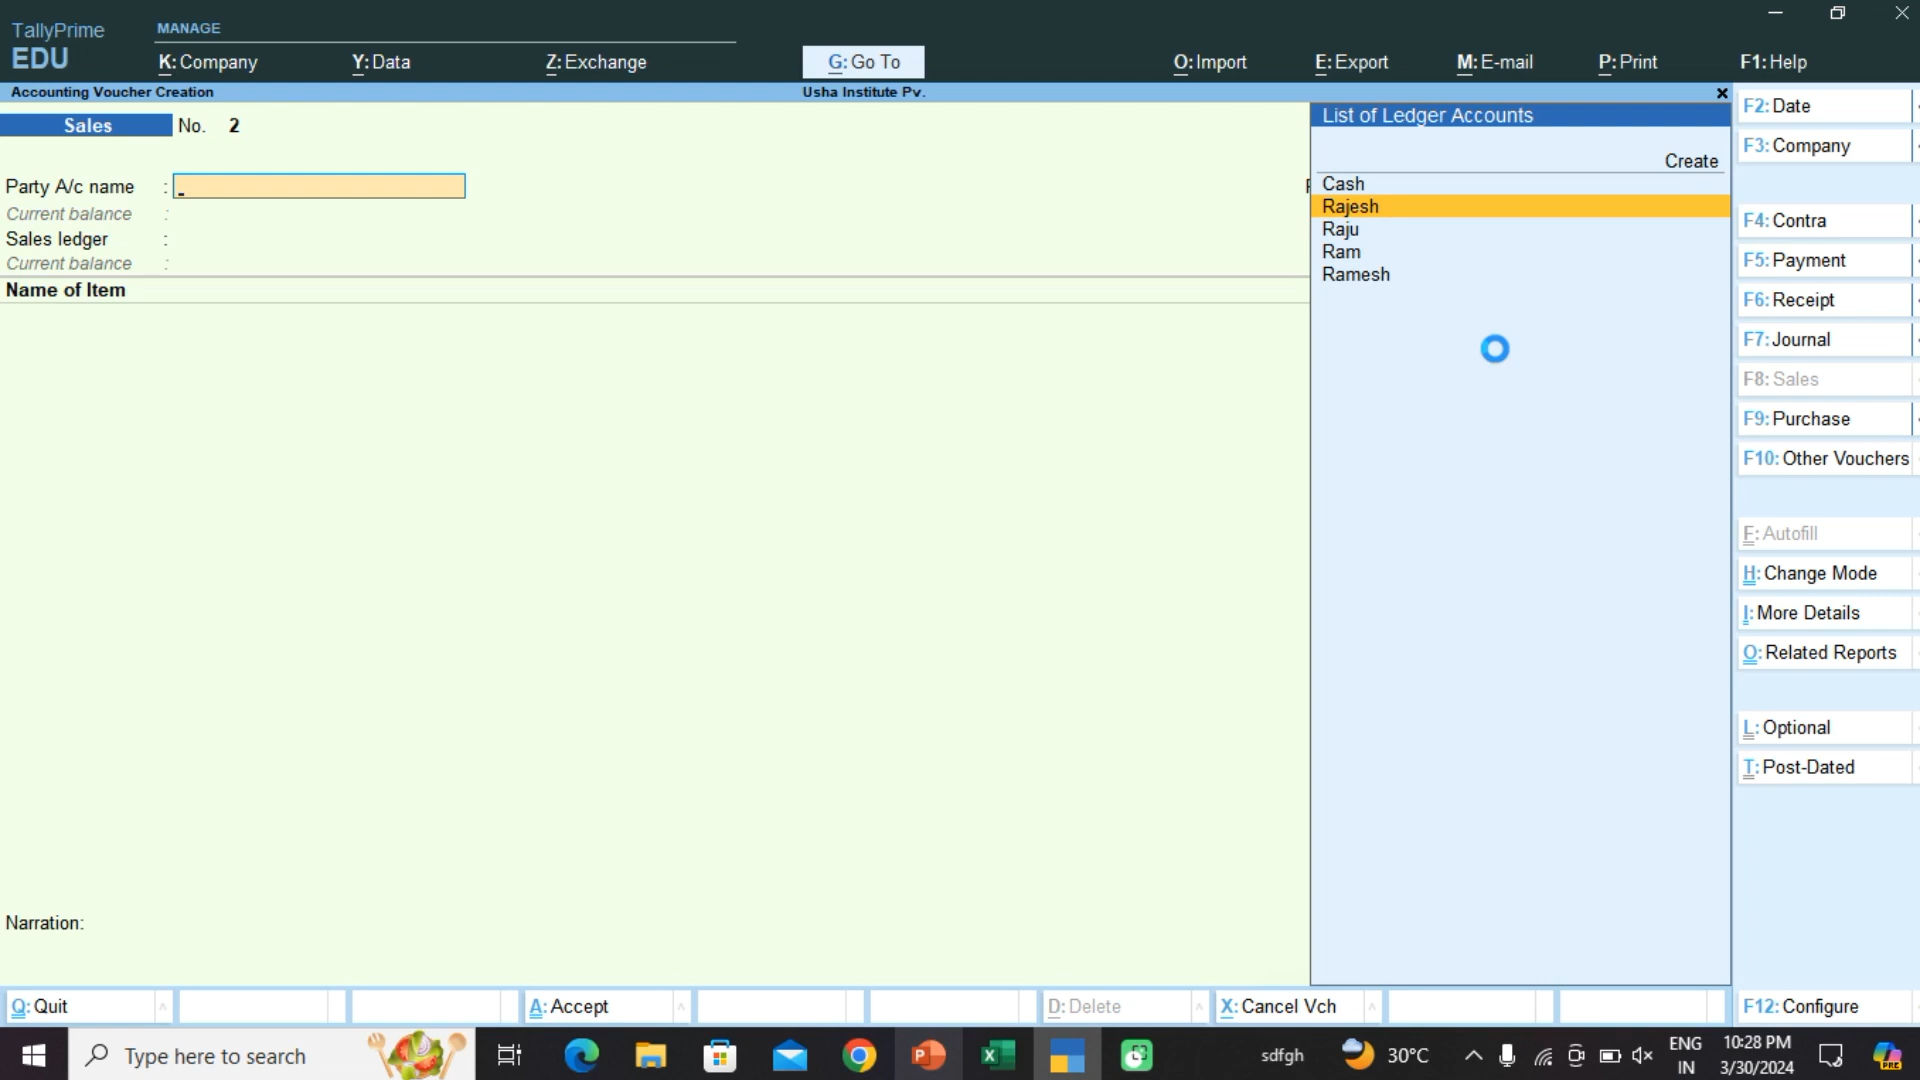 TallyPrime
EDU
MANAGE
K: Company
Y: Data
Z: Exchange
G: Go To
O: Import
E: Export
M: E-mail
P: Print
F1: Help
Accounting Voucher Creation
Usha Institute Pv.
Sales No. 2
Party A/c name :
Current balance :
Sales ledger :
Current balance :
Name of Item
Narration:
List of Ledger Accounts
Create
Cash
Rajesh
Raju
Ram
Ramesh
F2: Date
F3: Company
F4: Contra
F5: Payment
F6: Receipt
F7: Journal
F8: Sales
F9: Purchase
F10: Other Vouchers
F: Autofill
H: Change Mode
I: More Details
O: Related Reports
L: Optional
T: Post-Dated
F12: Configure
Q: Quit
A: Accept
D: Delete
X: Cancel Vch
Type here to search
sdfgh
30°C
ENG
IN
10:28 PM
3/30/2024
PRE